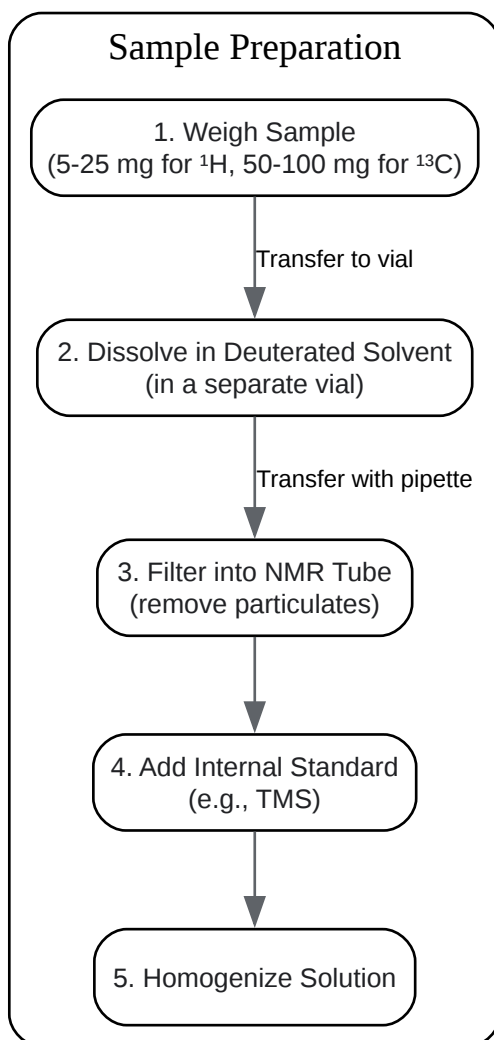 Sample Preparation
1. Weigh Sample
(5-25 mg for ¹H, 50-100 mg for ¹³C)
Transfer to vial
2. Dissolve in Deuterated Solvent
(in a separate vial)
Transfer with pipette
3. Filter into NMR Tube
(remove particulates)
4. Add Internal Standard
(e.g., TMS)
5. Homogenize Solution